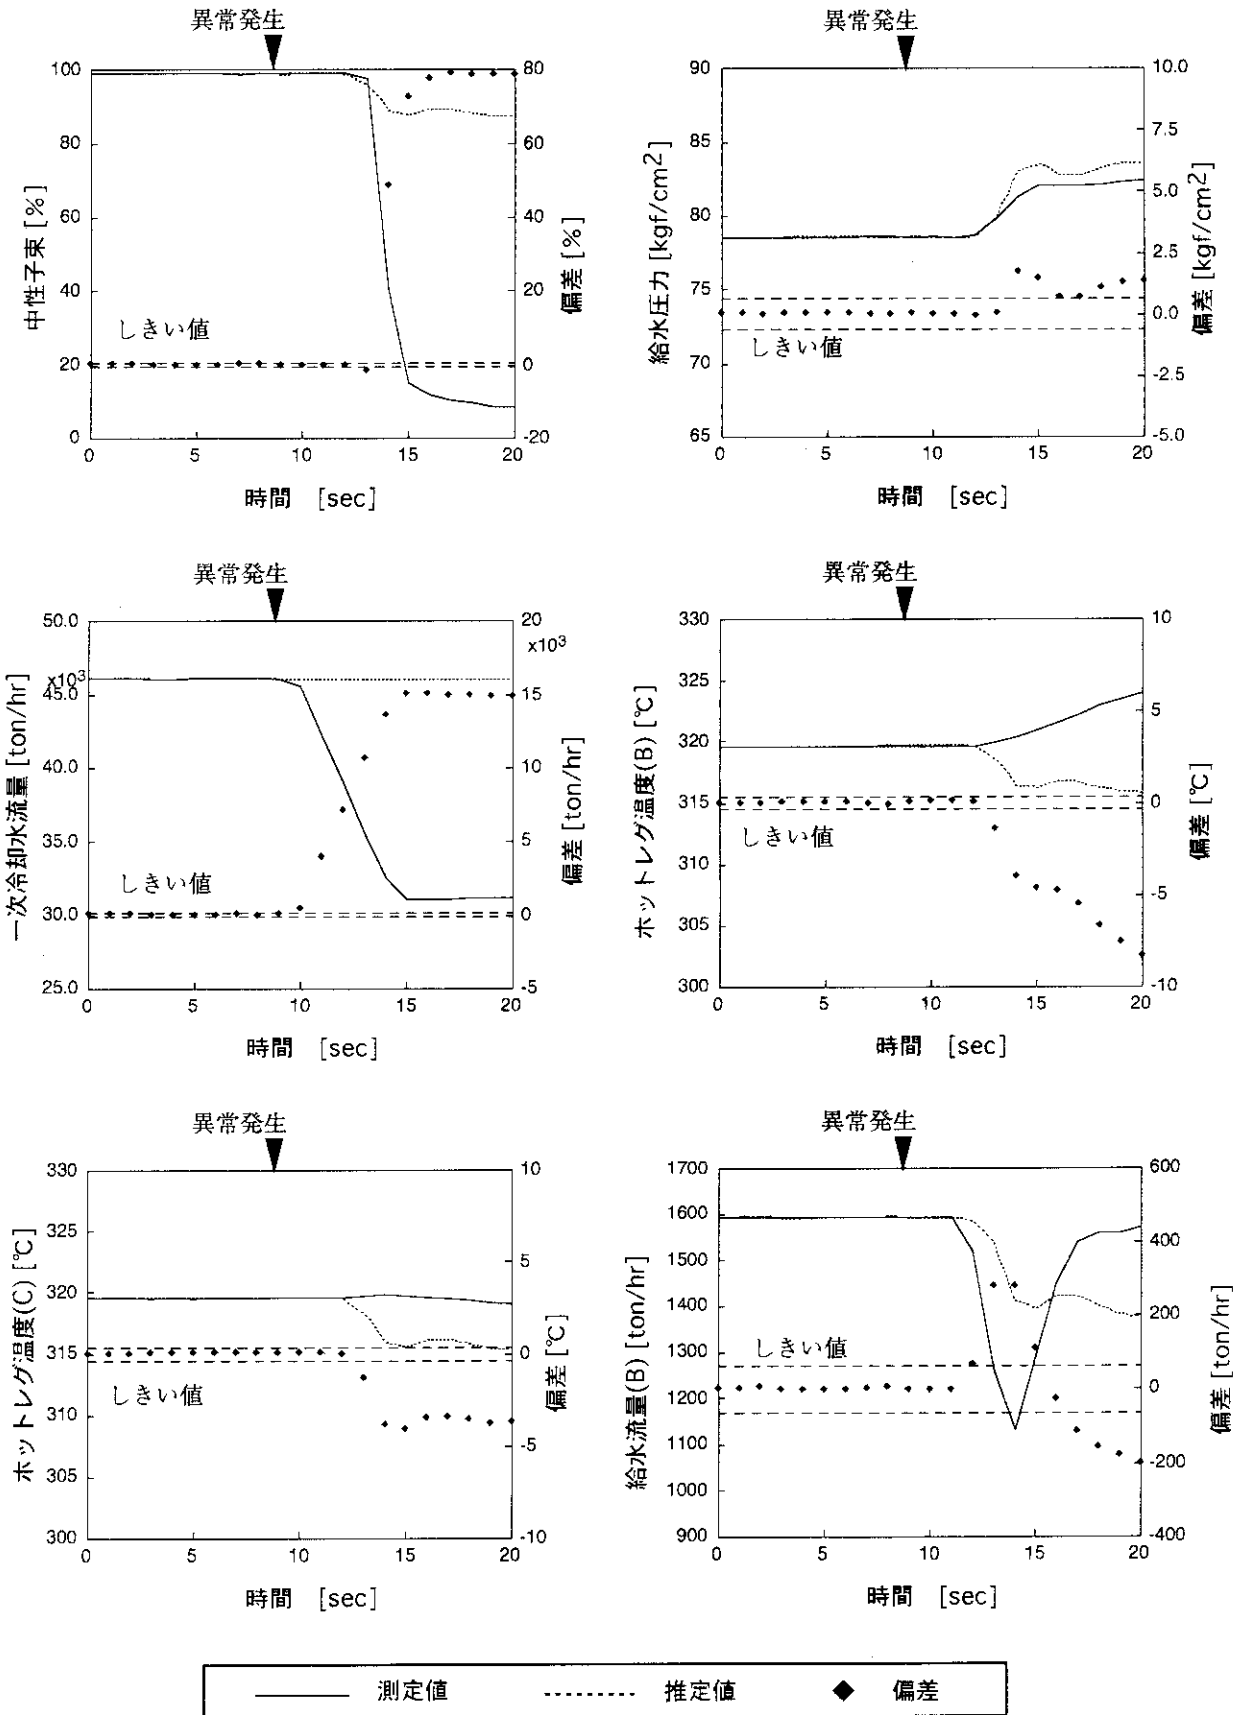 異常発生
100
80
60
40
20
0
中性子束 [%]
80
60
40
20
0
-20
偏差 [%]
しきい値
0 5 10 15 20
時間 [sec]
異常発生
90
85
80
75
70
65
給水圧力 [kgf/cm2]
10.0
7.5
5.0
2.5
0.0
-2.5
-5.0
偏差 [kgf/cm2]
しきい値
0 5 10 15 20
時間 [sec]
異常発生
50.0
x10³
45.0
40.0
35.0
30.0
25.0
一次冷却水流量 [ton/hr]
20
x10³
15
10
5
0
-5
偏差 [ton/hr]
しきい値
0 5 10 15 20
時間 [sec]
異常発生
330
325
320
315
310
305
300
ホットレグ温度(B) [℃]
10
5
0
-5
-10
偏差 [℃]
しきい値
0 5 10 15 20
時間 [sec]
異常発生
330
325
320
315
310
305
300
ホットレグ温度(C) [℃]
10
5
0
-5
-10
偏差 [℃]
しきい値
0 5 10 15 20
時間 [sec]
異常発生
1700
1600
1500
1400
1300
1200
1100
1000
900
給水流量(B) [ton/hr]
600
400
200
0
-200
-400
偏差 [ton/hr]
しきい値
0 5 10 15 20
時間 [sec]
測定値 推定値 ◆ 偏差